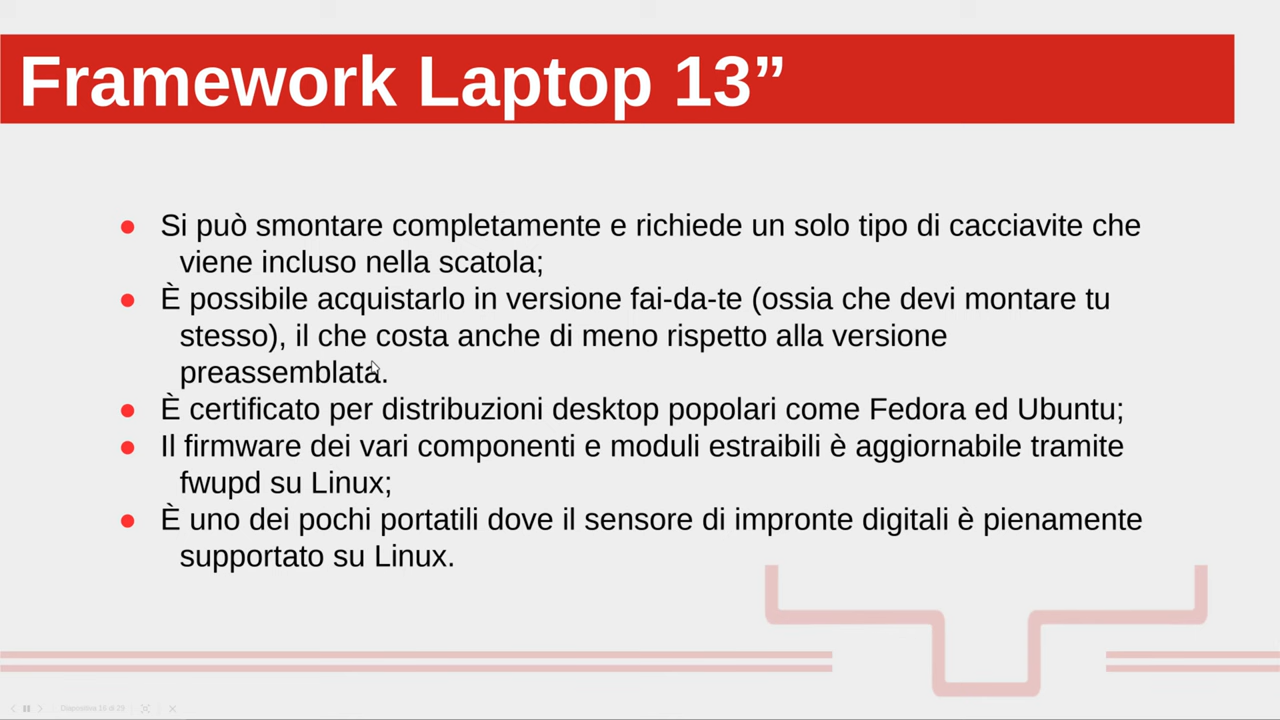 Framework Laptop 13”
● Si può smontare completamente e richiede un solo tipo di cacciavite che
viene incluso nella scatola;
● È possibile acquistarlo in versione fai-da-te (ossia che devi montare tu
stesso), il che costa anche di meno rispetto alla versione
preassemblata.
● È certificato per distribuzioni desktop popolari come Fedora ed Ubuntu;
● Il firmware dei vari componenti e moduli estraibili è aggiornabile tramite
fwupd su Linux;
● È uno dei pochi portatili dove il sensore di impronte digitali è pienamente
supportato su Linux.